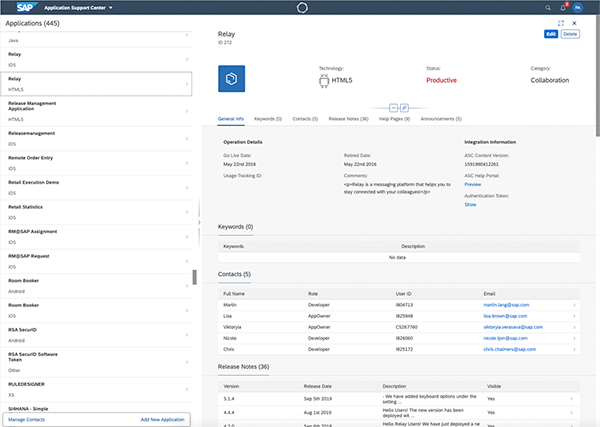 SAP Application Support Center
2
PA
Applications (445)
Java
Relay
iOS
Relay
HTML5
Release Management
Application
HTML5
Releasemanagement
iOS
Remote Order Entry
iOS
Retail Execution Demo
iOS
Retail Statistics
iOS
RM@SAP Assignment
iOS
RM@SAP Request
iOS
Room Booker
Android
Room Booker
iOS
RSA SecurID
Android
RSA SecurID Software
Token
Other
RULEDESIGNER
XS
S/4HANA - Simple
Manage Contacts Add New Application
Relay
ID 272
Edit Delete
Technology: Status: Category:
HTML5 Productive Collaboration
General Info Keywords (0) Contacts (5) Release Notes (36) Help Pages (9) Announcements (5)
Operation Details Integration Information
Go Live Date: Retired Date: ASC Content Version:
May 22nd 2016 May 22nd 2016 1591980412261
Usage Tracking ID: Comments: ASC Help Portal:
<p>Relay is a messaging platform that helps you to Preview
stay connected with your colleagues!</p> Authentication Token:
Show
Keywords (0)
Keywords Description
No data
Contacts (5)
Full Name Role User ID Email
Martin Developer I804713 martin.lang@sap.com
Lisa AppOwner I825948 lisa.brown@sap.com
Viktoryia AppOwner C5267760 viktoryia.verasava@sap.com
Nicole Developer I826060 nicole.tjon@sap.com
Chris Developer I825172 chris.chalmers@sap.com
Release Notes (36)
Version Release Date Description Visible
5.1.4 Sep 5th 2019 - We have added keyboard options under the
setting ... Yes
4.4.4 Aug 1st 2019 Hello Users! The new version has been
deployed wit ... Yes
Sep 5th 2018 Hello Relay Users! We have just deployed a ne Yes